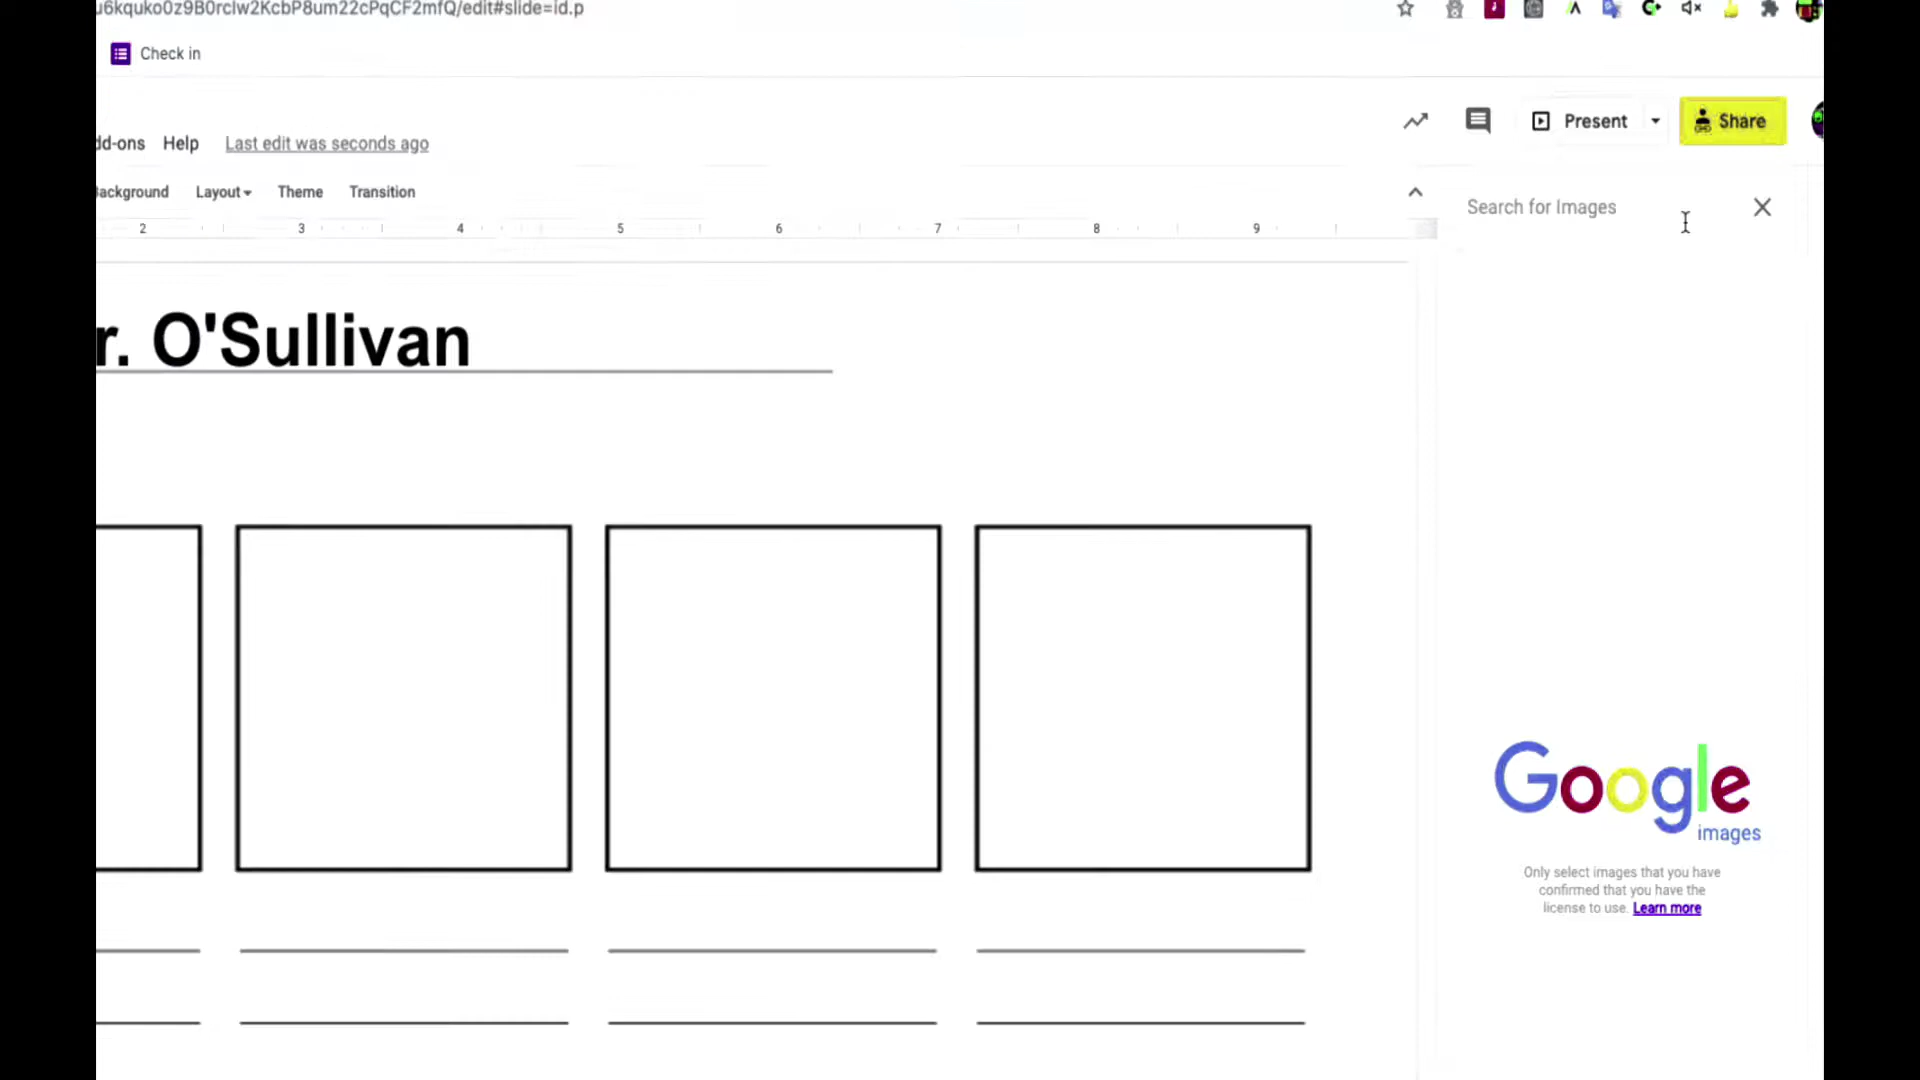 u6kquko0z9B0rclw2KcbP8um22cPqCF2mfQ/edit#slide=id.p
Check in
dd-ons Help Last edit was seconds ago
Present
Share
Background Layout Theme Transition
Search for Images
2 3 4 5 6 7 8 9
r. O'Sullivan
Google
images
Only select images that you have
confirmed that you have the
license to use. Learn more